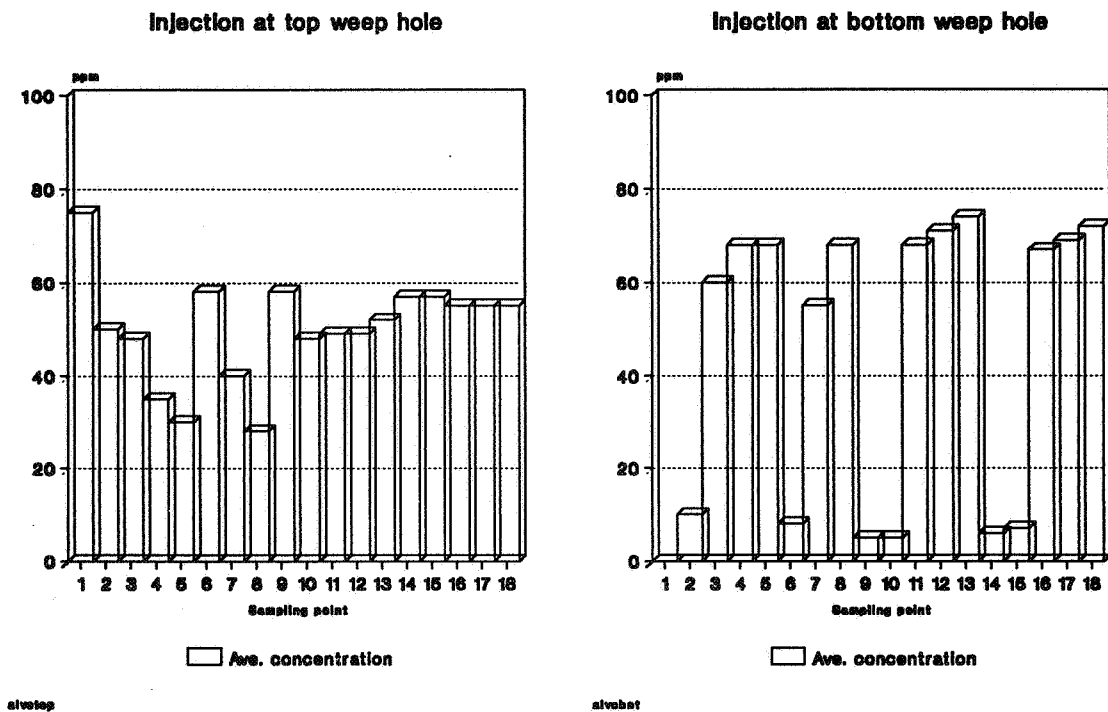 Injection at top weep hole
ppm
100
80
60
40
20
0
1 2 3 4 5 6 7 8 9 10 11 12 13 14 15 16 17 18
Sampling point
Ave. concentration
Injection at bottom weep hole
ppm
100
80
60
40
20
0
1 2 3 4 5 6 7 8 9 10 11 12 13 14 15 16 17 18
Sampling point
Ave. concentration